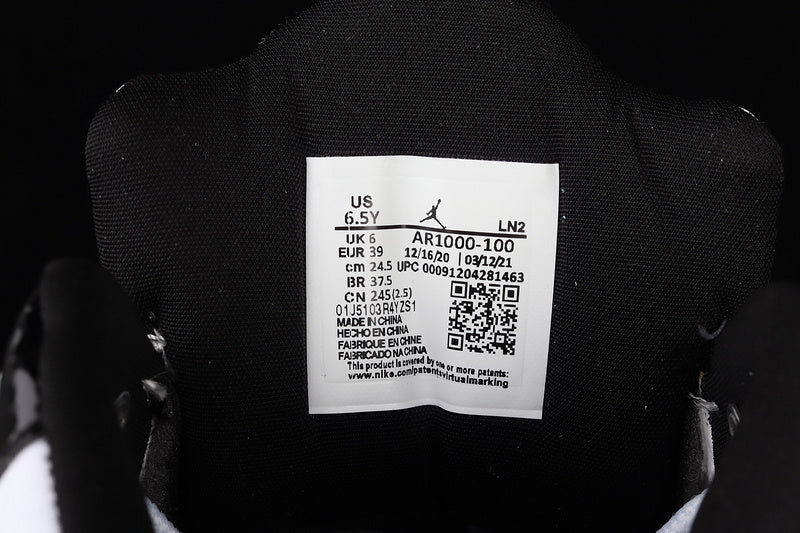 US
6.5Y
LN2
UK 6
AR1000-100
EUR 39
12/16/20 | 03/12/21
cm 24.5
UPC 00091204281463
BR 37.5
CN 245(2.5)
01J5103R4YZS1
MADE IN CHINA
HECHO EN CHINA
FABRIQUE EN CHINE
FABRICADO NA CHINA
This product is covered by one or more patents:
www.nike.com/patentsvirtualmarking